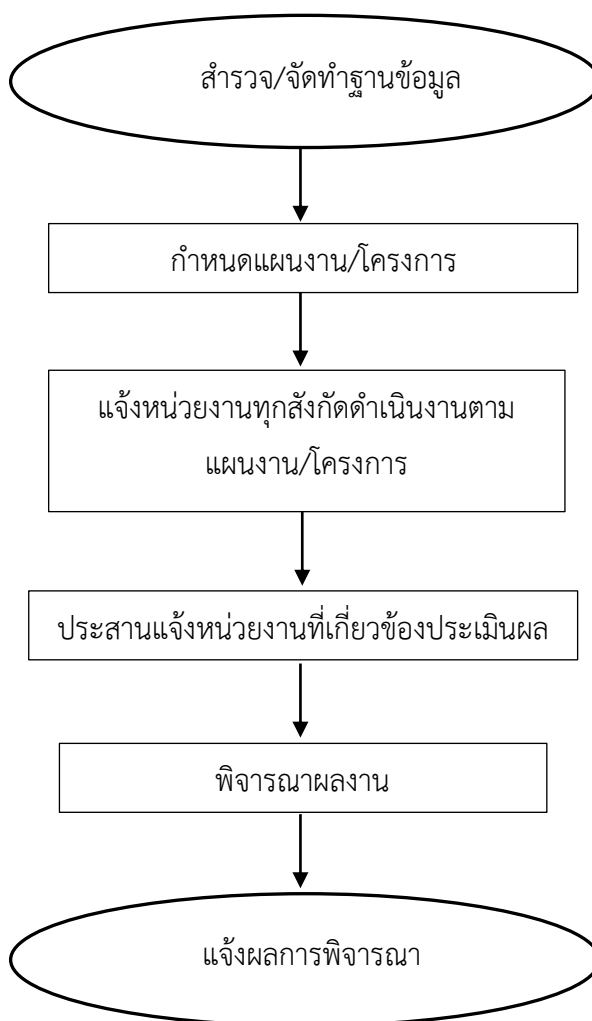 สำรวจ/จัดทำฐานข้อมูล
กำหนดแผนงาน/โครงการ
แจ้งหน่วยงานทุกสังกัดดำเนินงานตาม
แผนงาน/โครงการ
ประสานแจ้งหน่วยงานที่เกี่ยวข้องประเมินผล
พิจารณาผลงาน
แจ้งผลการพิจารณา